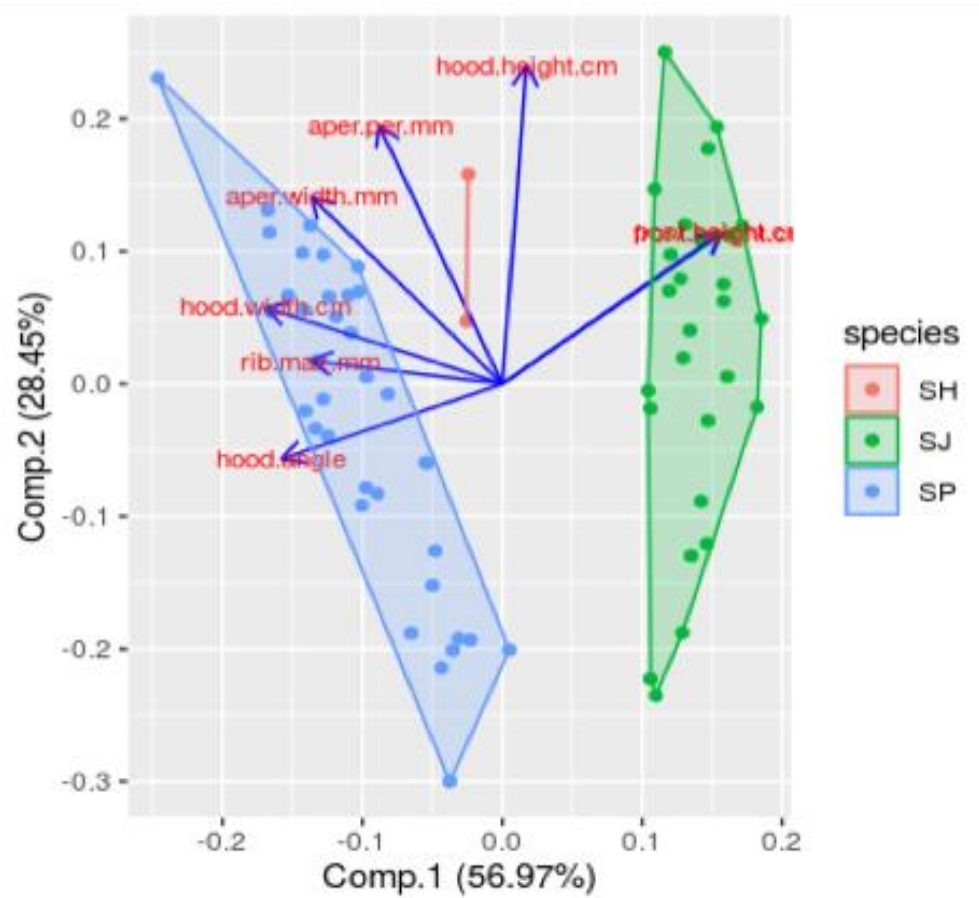 hood.height.cm
aper.per.mm
aper.width.mm
hood.width.cm
rib.max.mm
hood.angle
0.2
0.1
0.0
-0.1
-0.2
-0.3
-0.2
-0.1
0.0
0.1
0.2
Comp.2 (28.45%)
Comp.1 (56.97%)
species
SH
SJ
SP